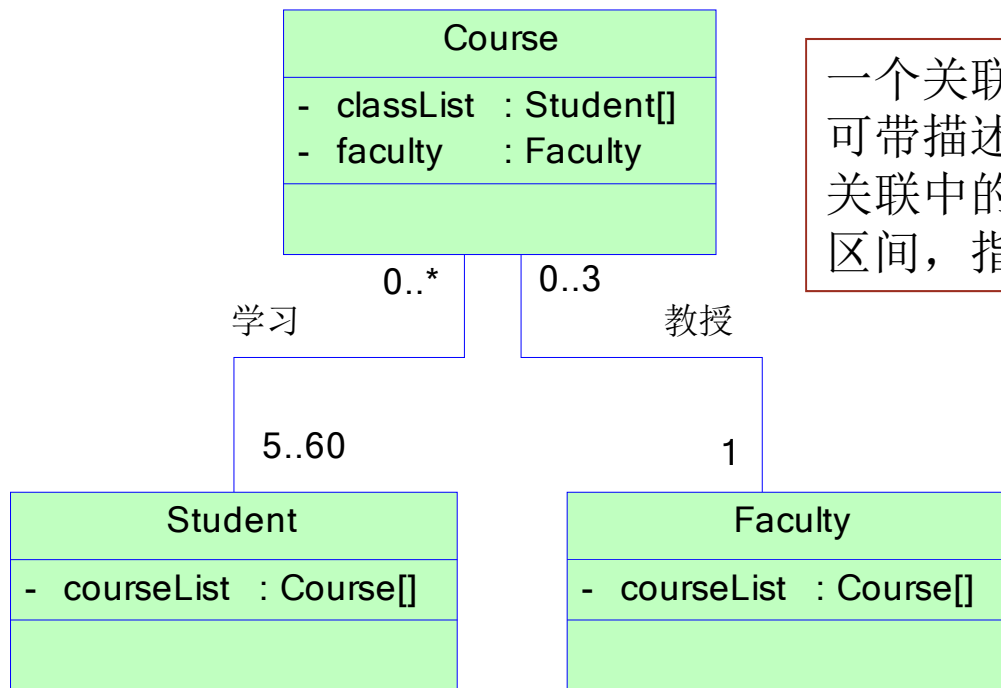 Course
- classList : Student[]
- faculty : Faculty
一个关联
可带描述
关联中的
区间，指
0..*
0..3
学习
教授
5..60
1
Student
- courseList : Course[]
Faculty
- courseList : Course[]